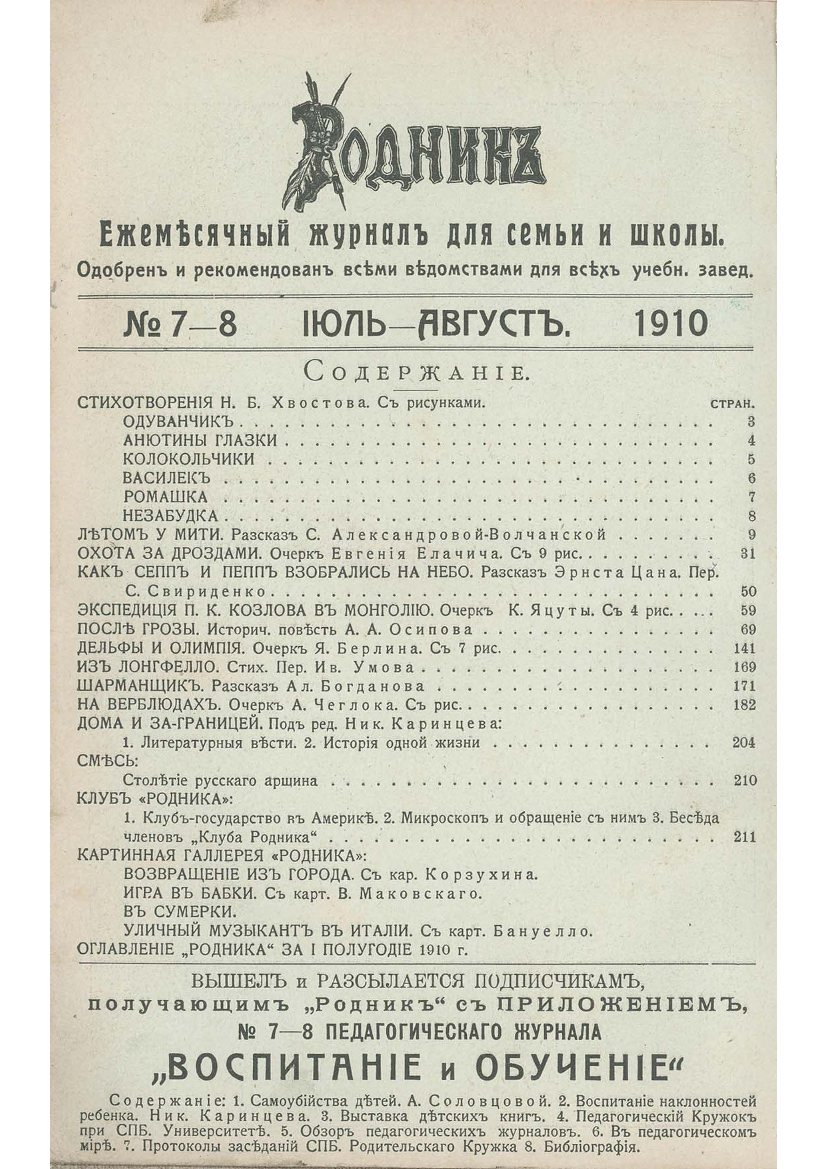 Родникъ
Ежемѣсячный журналъ для семьи и школы.
Одобренъ и рекомендованъ всѣми вѣдомствами для всѣхъ учебн. завед.
№ 7—8 ІЮЛЬ—АВГУСТЪ. 1910
СОДЕРЖАНІЕ.
СТИХОТВОРЕНІЯ Н. Б. Хвостова. Съ рисунками. СТРАН.
ОДУВАНЧИКЪ . . . 3
АНЮТИНЫ ГЛАЗКИ . . . 4
КОЛОКОЛЬЧИКИ . . . 5
ВАСИЛЕКЪ . . . 6
РОМАШКА . . . 7
НЕЗАБУДКА . . . 8
ЛѢТОМЪ У МИТИ. Разсказъ С. Александровой-Волчанской . . . 9
ОХОТА ЗА ДРОЗДАМИ. Очеркъ Евгенія Елачича. Съ 9 рис. . . . 31
КАКЪ СЕППЪ И ПЕППЪ ВЗОБРАЛИСЬ НА НЕБО. Разсказъ Эрнста Цана. Пер.
С. Свириденко . . . 50
ЭКСПЕДИЦІЯ П. К. КОЗЛОВА ВЪ МОНГОЛІЮ. Очеркъ К. Яцуты. Съ 4 рис. . . . 59
ПОСЛѢ ГРОЗЫ. Историч. повѣсть А. А. Осипова . . . 69
ДЕЛЬФЫ И ОЛИМПІЯ. Очеркъ Я. Берлина. Съ 7 рис. . . . 141
ИЗЪ ЛОНГФЕЛЛО. Стих. Пер. Ив. Умова . . . 169
ШАРМАНЩИКЪ. Разсказъ Ал. Богданова . . . 171
НА ВЕРБЛЮДАХЪ. Очеркъ А. Чеглока. Съ рис. . . . 182
ДОМА И ЗА-ГРАНИЦЕЙ. Подъ ред. Ник. Каринцева:
1. Литературныя вѣсти. 2. Исторія одной жизни . . . 204
СМѢСЬ:
Столѣтіе русскаго аршина . . . 210
КЛУБЪ «РОДНИКА»:
1. Клубъ-государство въ Америкѣ. 2. Микроскоп и обращеніе съ нимъ 3. Бесѣда
членовъ „Клуба Родника“ . . . 211
КАРТИННАЯ ГАЛЛЕРЕЯ «РОДНИКА»:
ВОЗВРАЩЕНІЕ ИЗЪ ГОРОДА. Съ кар. Корзухина.
ИГРА ВЪ БАБКИ. Съ карт. В. Маковскаго.
ВЪ СУМЕРКИ.
УЛИЧНЫЙ МУЗЫКАНТЪ ВЪ ИТАЛІИ. Съ карт. Бануелло.
ОГЛАВЛЕНІЕ „РОДНИКА“ ЗА I ПОЛУГОДІЕ 1910 г.
ВЫШЕЛЪ и РАЗСЫЛАЕТСЯ ПОДПИСЧИКАМЪ,
получающимъ „Родникъ“ съ ПРИЛОЖЕНІЕМЪ,
№ 7—8 ПЕДАГОГИЧЕСКАГО ЖУРНАЛА
„ВОСПИТАНІЕ и ОБУЧЕНІЕ“
Содержаніе: 1. Самоубійства дѣтей. А. Соловцовой. 2. Воспитаніе наклонностей
ребенка. Ник. Каринцева. 3. Выставка дѣтскихъ книгъ. 4. Педагогическій Кружокъ
при СПБ. Университетѣ. 5. Обзоръ педагогическихъ журналовъ. 6. Въ педагогическомъ
мірѣ. 7. Протоколы засѣданій СПБ. Родительскаго Кружка 8. Библіографія.